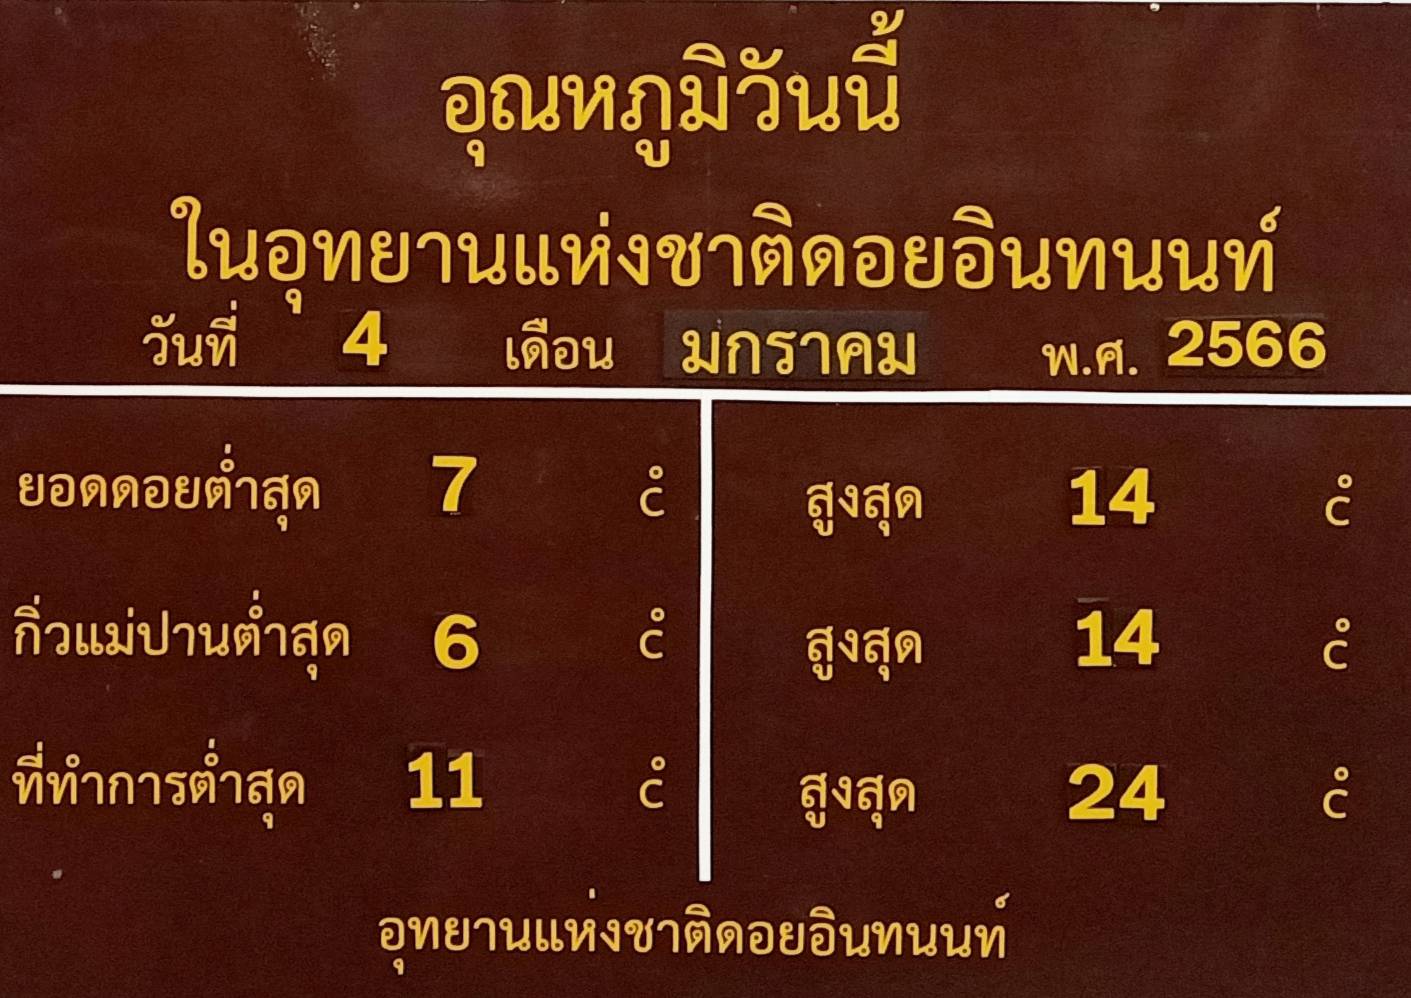 อุณหภูมิวันนี้
ในอุทยานแห่งชาติดอยอินทนนท์
วันที่ 4 เดือน มกราคม พ.ศ. 2566
ยอดดอยต่ำสุด 7 c° สูงสุด 14 c°
กิ่วแม่ปานต่ำสุด 6 c° สูงสุด 14 c°
ที่ทำการต่ำสุด 11 c° สูงสุด 24 c°
อุทยานแห่งชาติดอยอินทนนท์